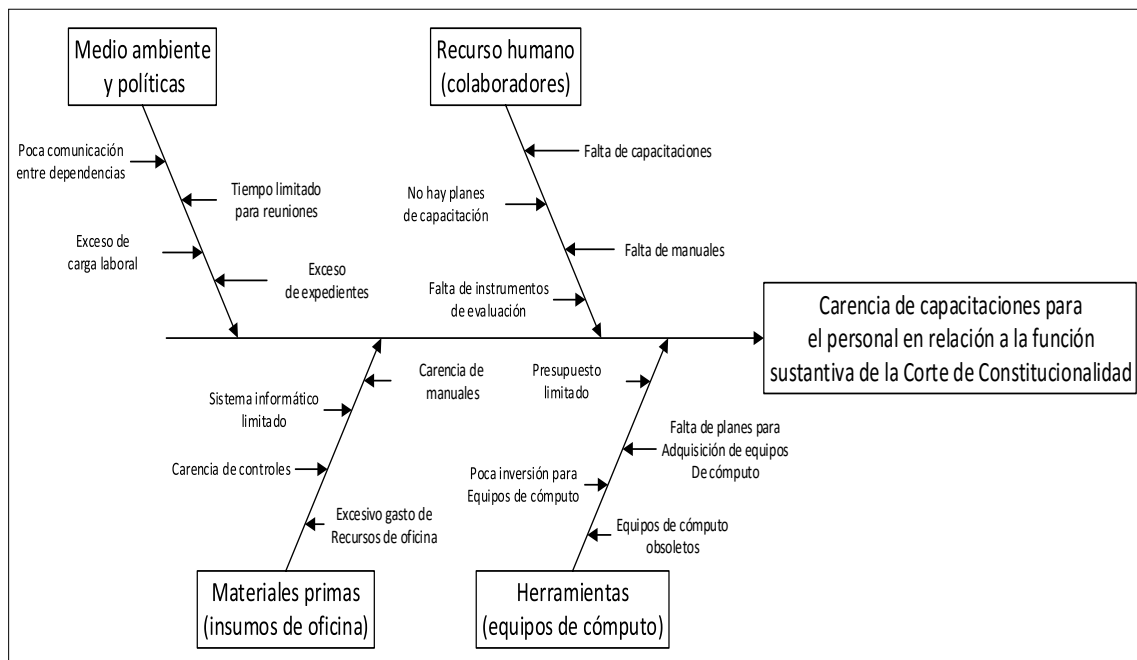 Medio ambiente
y políticas
Recurso humano
(colaboradores)
Poca comunicación
entre dependencias
Tiempo limitado
para reuniones
Exceso de
carga laboral
Exceso
de expedientes
Falta de capacitaciones
No hay planes
de capacitación
Falta de manuales
Falta de instrumentos
de evaluación
Carencia de capacitaciones para
el personal en relación a la función
sustantiva de la Corte de Constitucionalidad
Carencia de
manuales
Sistema informático
limitado
Carencia de controles
Excesivo gasto de
Recursos de oficina
Presupuesto
limitado
Falta de planes para
Adquisición de equipos
De cómputo
Poca inversión para
Equipos de cómputo
Equipos de cómputo
obsoletos
Materiales primas
(insumos de oficina)
Herramientas
(equipos de cómputo)